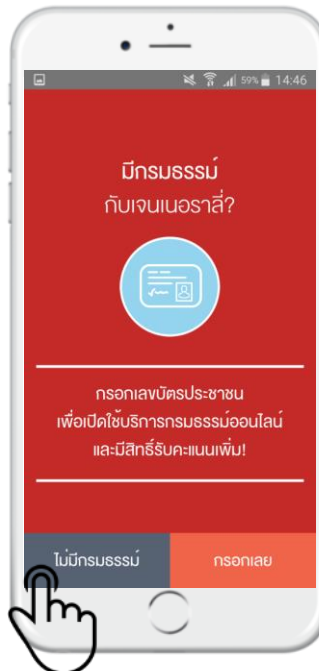 59% 14:46
มีกรมธรรม์
กับเจนเนอราลี่?
กรอกเลขบัตรประชาชน
เพื่อเปิดใช้บริการกรมธรรม์ออนไลน์
และมีสิทธิ์รับคะแนนเพิ่ม!
ไม่มีกรมธรรม์ กรอกเลย